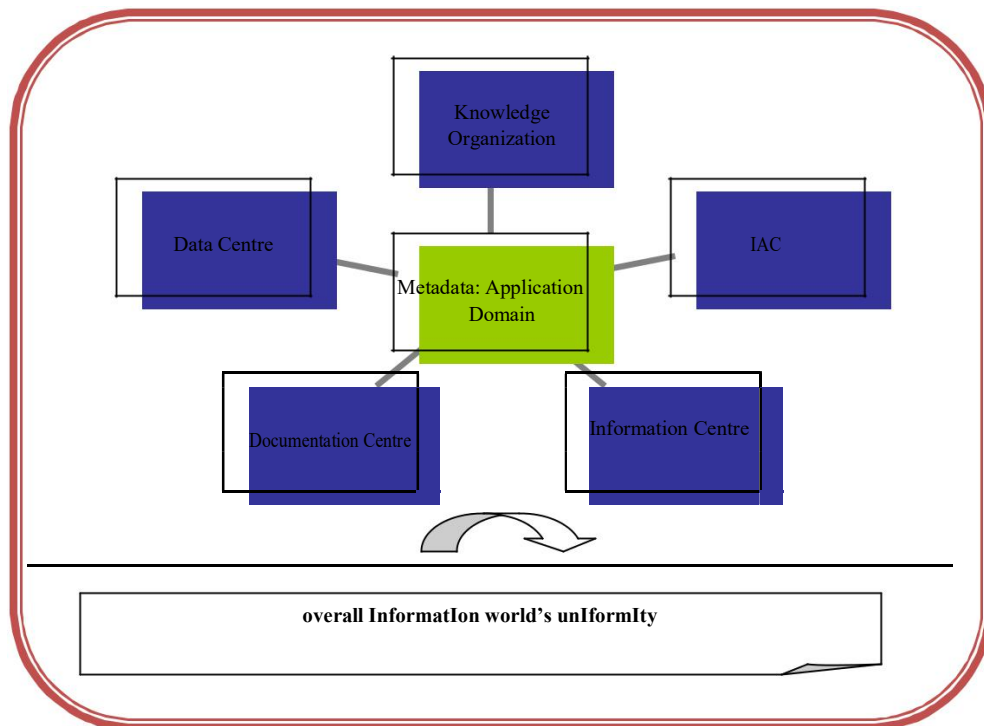 Knowledge
Organization
Data Centre
IAC
Metadata: Application
Domain
Documentation Centre
Information Centre
overall InformatIon world’s unIformIty